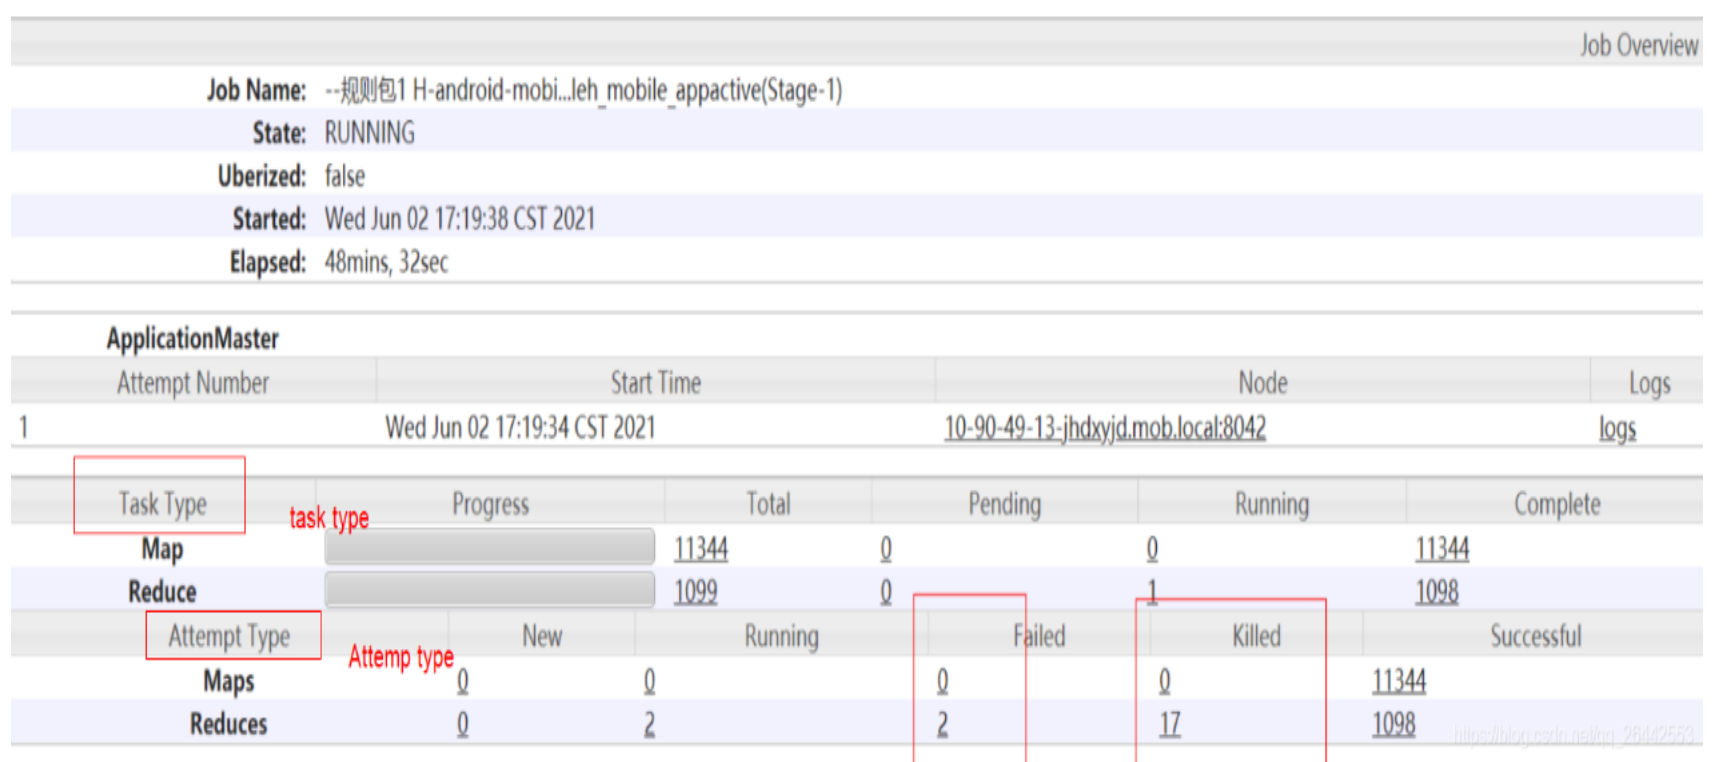 Job Overview
Job Name: --规则包1 H-android-mobi...leh_mobile_appactive(Stage-1)
State: RUNNING
Uberized: false
Started: Wed Jun 02 17:19:38 CST 2021
Elapsed: 48mins, 32sec
ApplicationMaster
Attempt Number Start Time Node Logs
1 Wed Jun 02 17:19:34 CST 2021 10-90-49-13-jhdxyjd.mob.local:8042 logs
Task Type task type Progress Total Pending Running Complete
Map 11344 0 0 11344
Reduce 1099 0 1 1098
Attempt Type Attemp type New Running Failed Killed Successful
Maps 0 0 0 0 11344
Reduces 0 2 2 17 1098
https://blog.csdn.net/qq_26442553